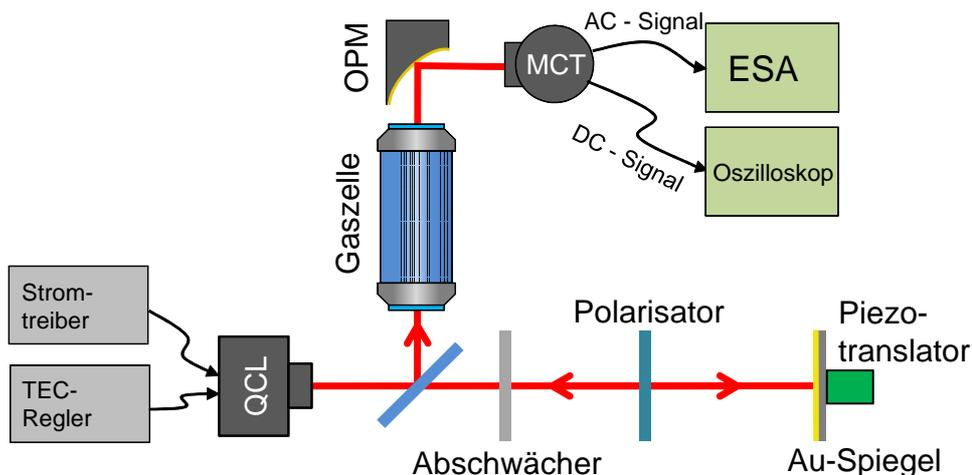 OPM
MCT
AC - Signal
ESA
DC - Signal
Oszilloskop
Gaszelle
Strom-
treiber
TEC-
Regler
QCL
Polarisator
Piezo-
translator
Abschwächer
Au-Spiegel